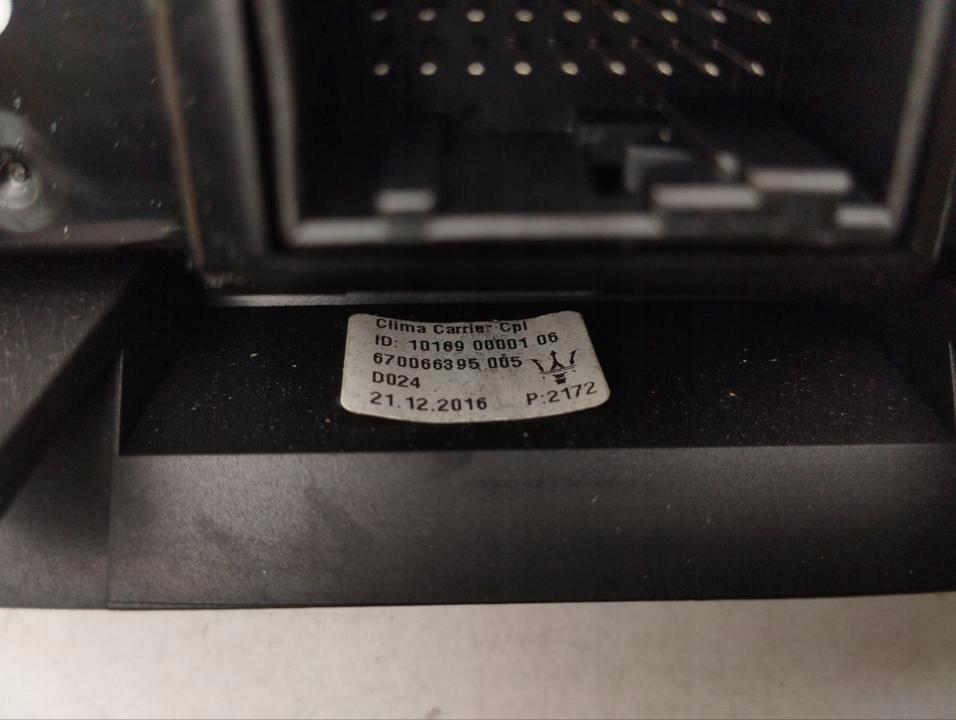 Clima Carrier Cpl
ID: 10169 00001 06
670066395 005
D024
21.12.2016 P:2172